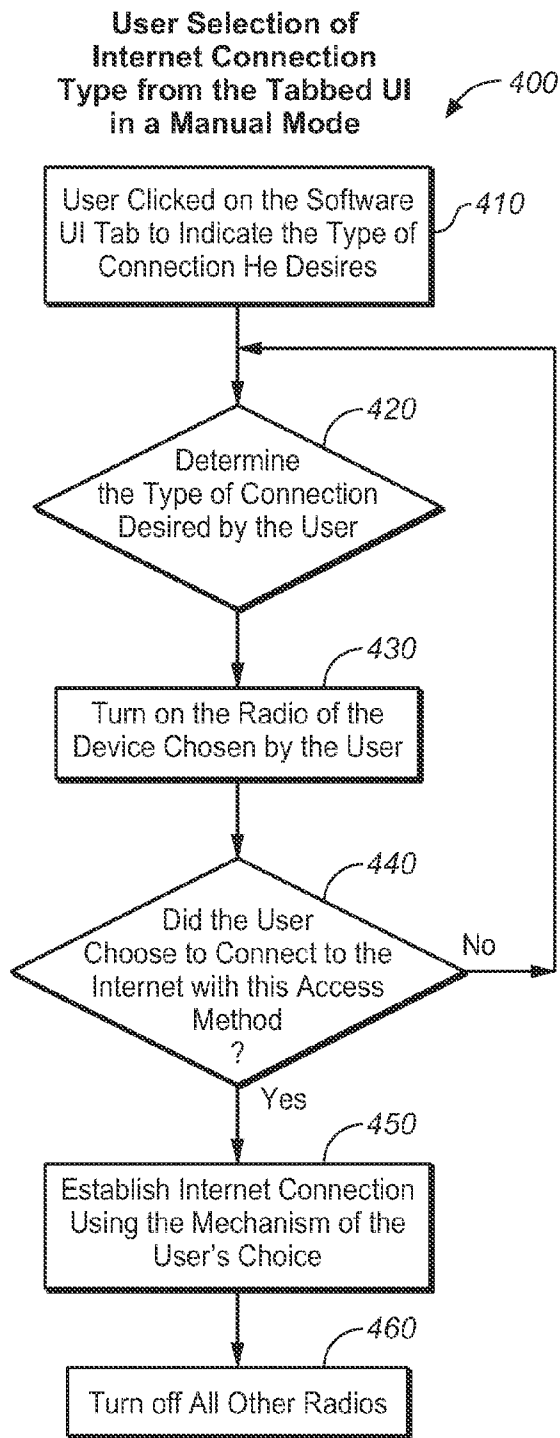 User Selection of
Internet Connection
Type from the Tabbed UI
in a Manual Mode
400
User Clicked on the Software
UI Tab to Indicate the Type of
Connection He Desires
410
420
Determine
the Type of Connection
Desired by the User
430
Turn on the Radio of the
Device Chosen by the User
440
Did the User
Choose to Connect to the
Internet with this Access
Method
?
No
Yes
450
Establish Internet Connection
Using the Mechanism of the
User's Choice
460
Turn off All Other Radios